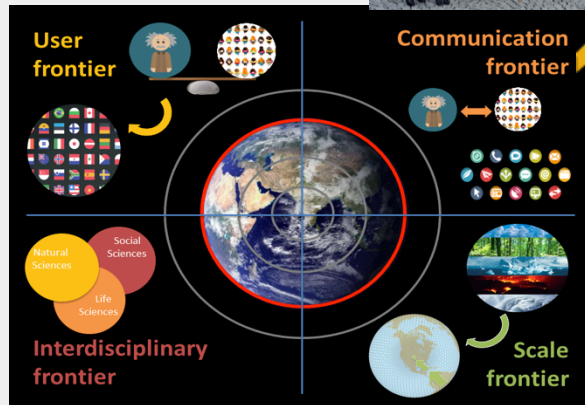 User
frontier
Communication
frontier
Natural
Sciences
Social
Sciences
Life
Sciences
Interdisciplinary
frontier
Scale
frontier